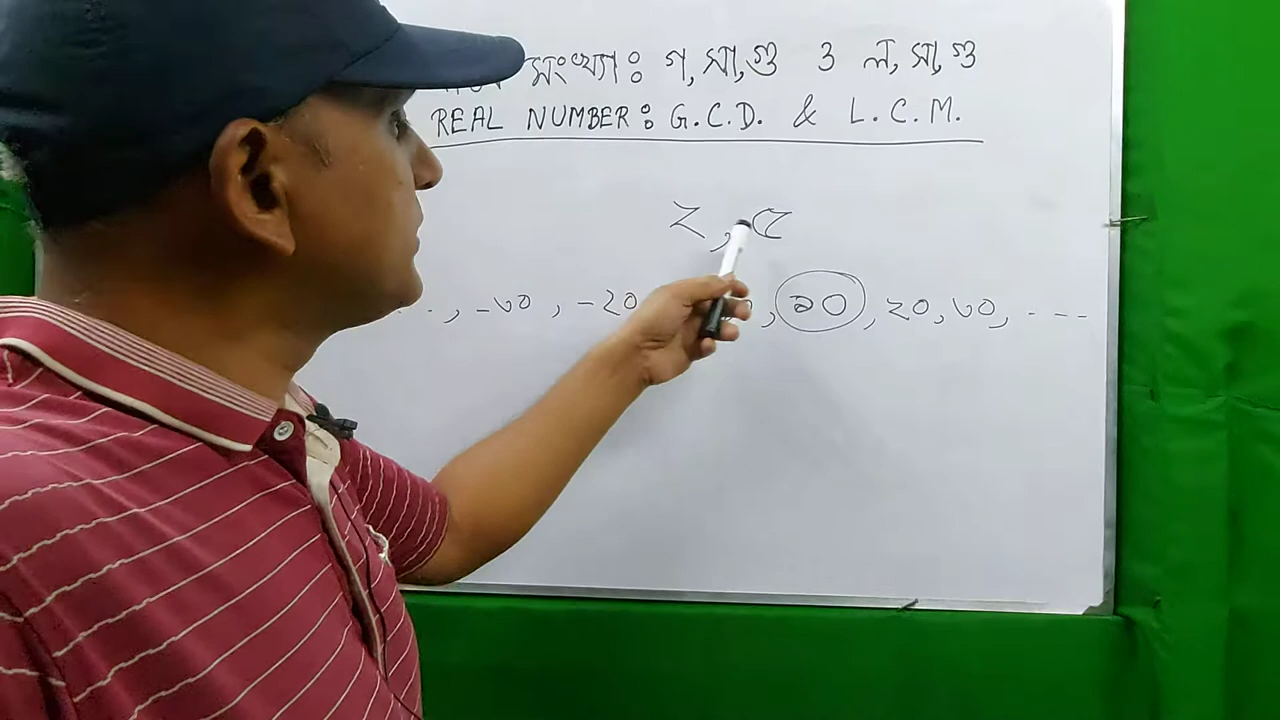 সংখ্যাঃ গ, সা, গু ও ল, সা, গু
REAL NUMBER: G.C.D. & L.C.M.
২, ৫
. . , -৩০, -২০ , ১০, ২০, ৩০, ---